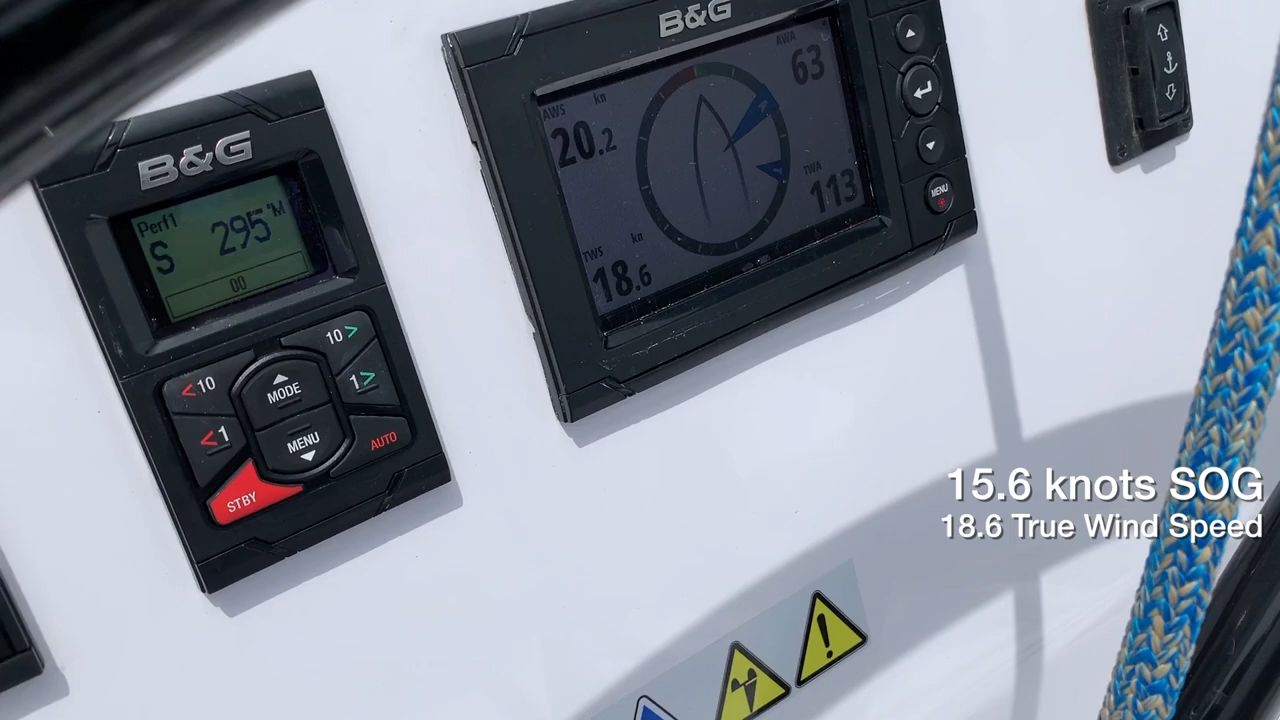 B&G
Perf1
S 295°M
00
<10
10>
MODE
<1
1>
MENU
STBY
AUTO
B&G
AWS kn
20.2
AWA
63
TWS kn
18.6
TWA
113
MENU
15.6 knots SOG
18.6 True Wind Speed